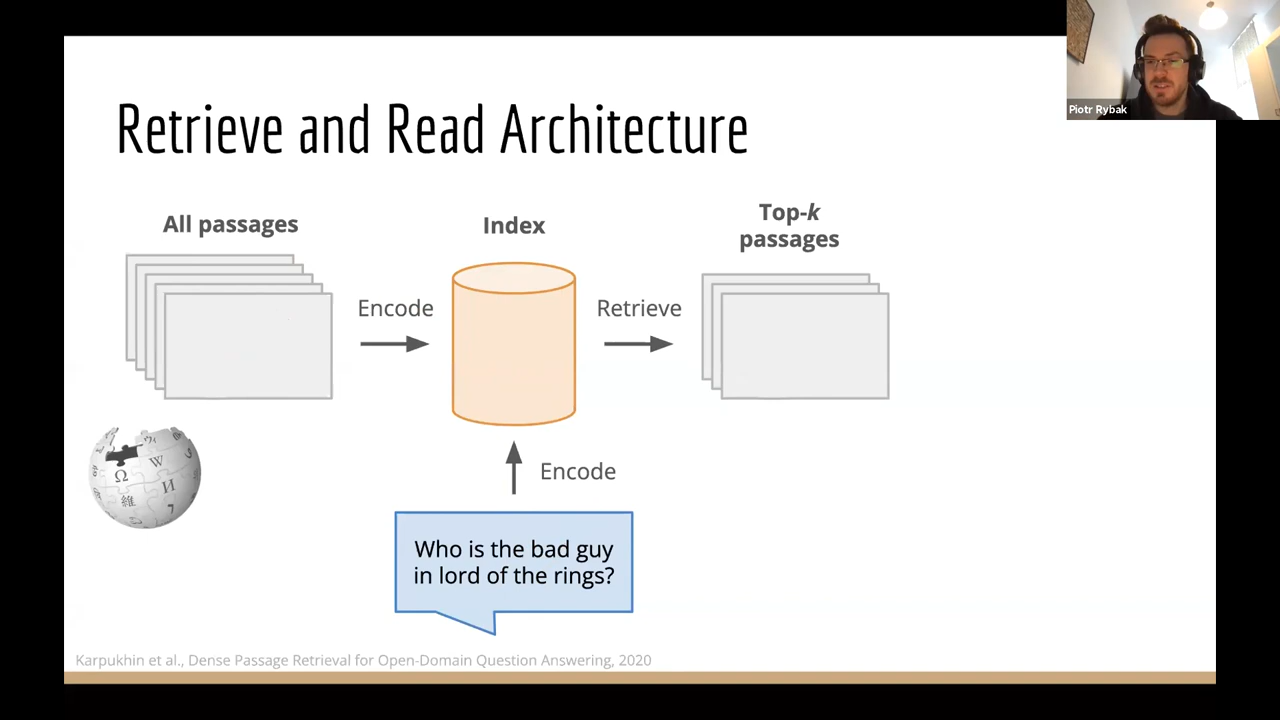 Piotr Rybak
Retrieve and Read Architecture
All passages
Index
Top-k
passages
Encode
Retrieve
Ω
W
И
維
Encode
Who is the bad guy
in lord of the rings?
Karpukhin et al., Dense Passage Retrieval for Open-Domain Question Answering, 2020